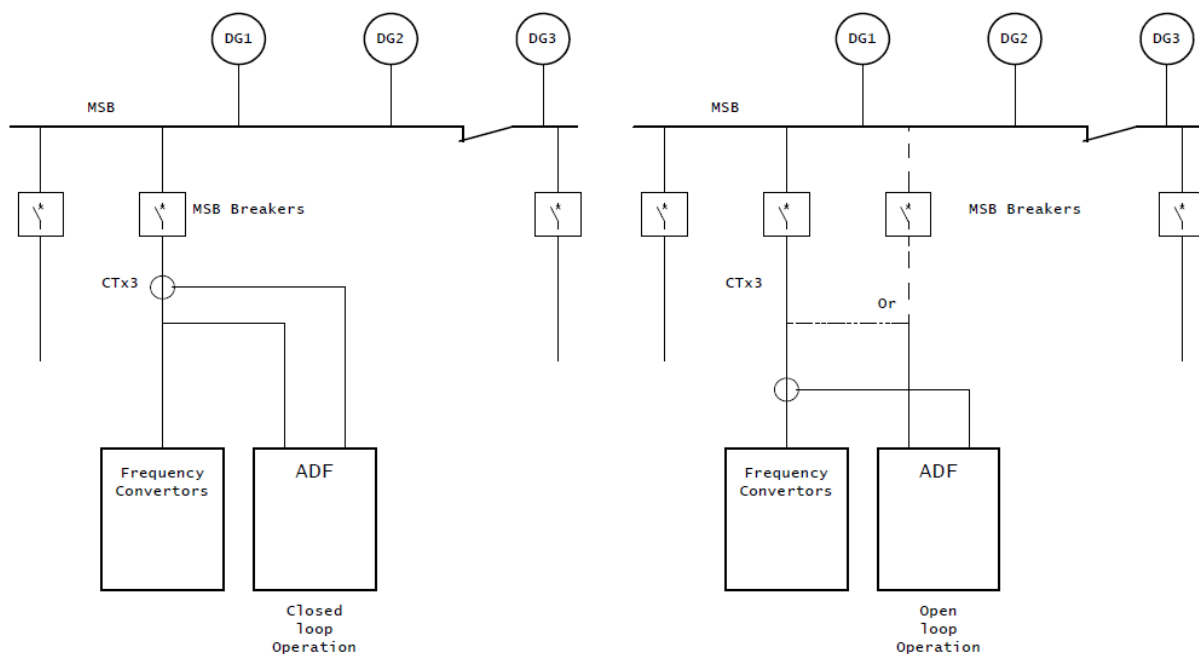 DG1
DG2
DG3
MSB
MSB Breakers
CTx3
Frequency
Convertors
ADF
Closed
loop
Operation
DG1
DG2
DG3
MSB
MSB Breakers
CTx3
Or
Frequency
Convertors
ADF
Open
loop
Operation